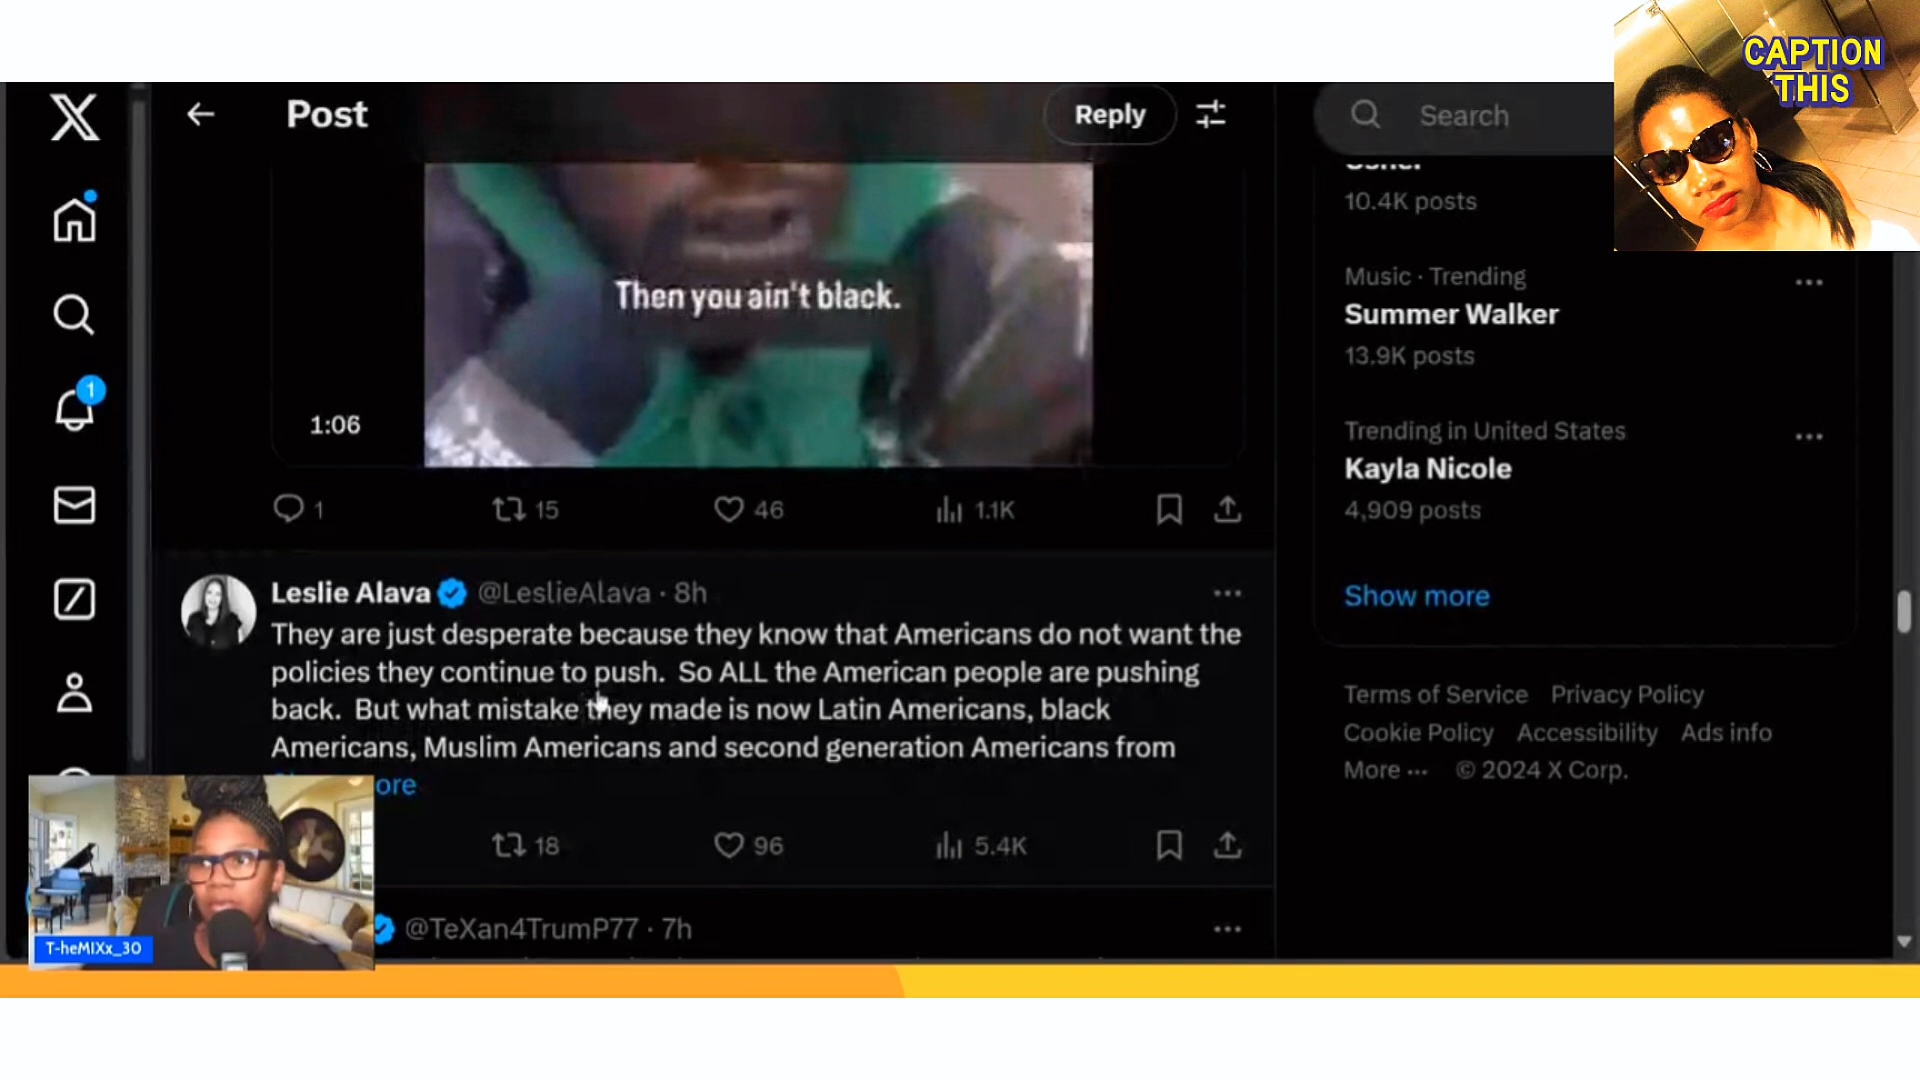 CAPTION
THIS
Post
Reply
Search
10.4K posts
Then you ain't black.
Music · Trending
Summer Walker
13.9K posts
1:06
Trending in United States
Kayla Nicole
4,909 posts
1
15
46
1.1K
1
Show more
Leslie Alava @LeslieAlava · 8h
They are just desperate because they know that Americans do not want the
policies they continue to push. So ALL the American people are pushing
back. But what mistake they made is now Latin Americans, black
Americans, Muslim Americans and second generation Americans from
ore
18
96
5.4K
Terms of Service Privacy Policy
Cookie Policy Accessibility Ads info
More ··· © 2024 X Corp.
@TeXan4TrumP77 · 7h
T-heMIXx_30